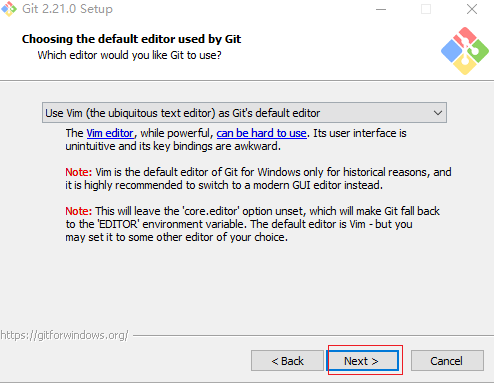 Git 2.21.0 Setup
Choosing the default editor used by Git
Which editor would you like Git to use?
Use Vim (the ubiquitous text editor) as Git's default editor
The Vim editor, while powerful, can be hard to use. Its user interface is
unintuitive and its key bindings are awkward.
Note: Vim is the default editor of Git for Windows only for historical reasons, and
it is highly recommended to switch to a modern GUI editor instead.
Note: This will leave the 'core.editor' option unset, which will make Git fall back
to the 'EDITOR' environment variable. The default editor is Vim - but you
may set it to some other editor of your choice.
https://gitforwindows.org/
< Back
Next >
Cancel